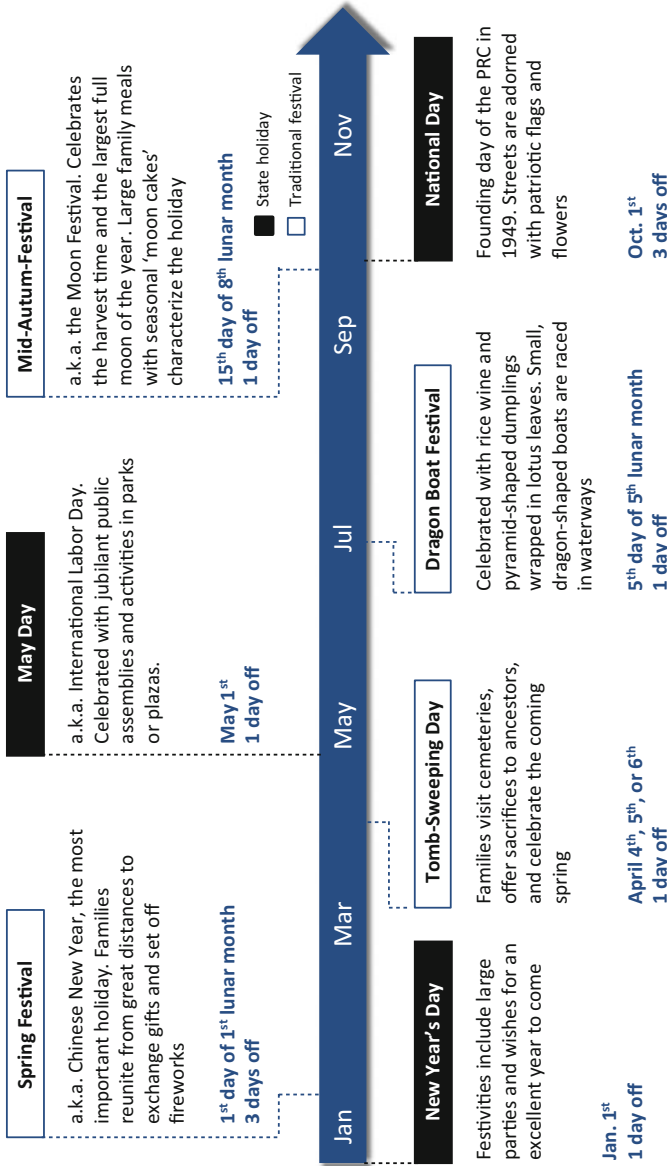 Spring Festival
a.k.a. Chinese New Year, the most
important holiday. Families
reunite from great distances to
exchange gifts and set off
fireworks
1st day of 1st lunar month
3 days off
May Day
a.k.a. International Labor Day.
Celebrated with jubilant public
assemblies and activities in parks
or plazas.
May 1st
1 day off
Mid-Autum-Festival
a.k.a. the Moon Festival. Celebrates
the harvest time and the largest full
moon of the year. Large family meals
with seasonal ‘moon cakes’
characterize the holiday
15th day of 8th lunar month
1 day off
State holiday
Traditional festival
Jan
Mar
May
Jul
Sep
Nov
New Year’s Day
Festivities include large
parties and wishes for an
excellent year to come
Jan. 1st
1 day off
Tomb-Sweeping Day
Families visit cemeteries,
offer sacrifices to ancestors,
and celebrate the coming
spring
April 4th, 5th, or 6th
1 day off
Dragon Boat Festival
Celebrated with rice wine and
pyramid-shaped dumplings
wrapped in lotus leaves. Small,
dragon-shaped boats are raced
in waterways
5th day of 5th lunar month
1 day off
National Day
Founding day of the PRC in
1949. Streets are adorned
with patriotic flags and
flowers
Oct. 1st
3 days off